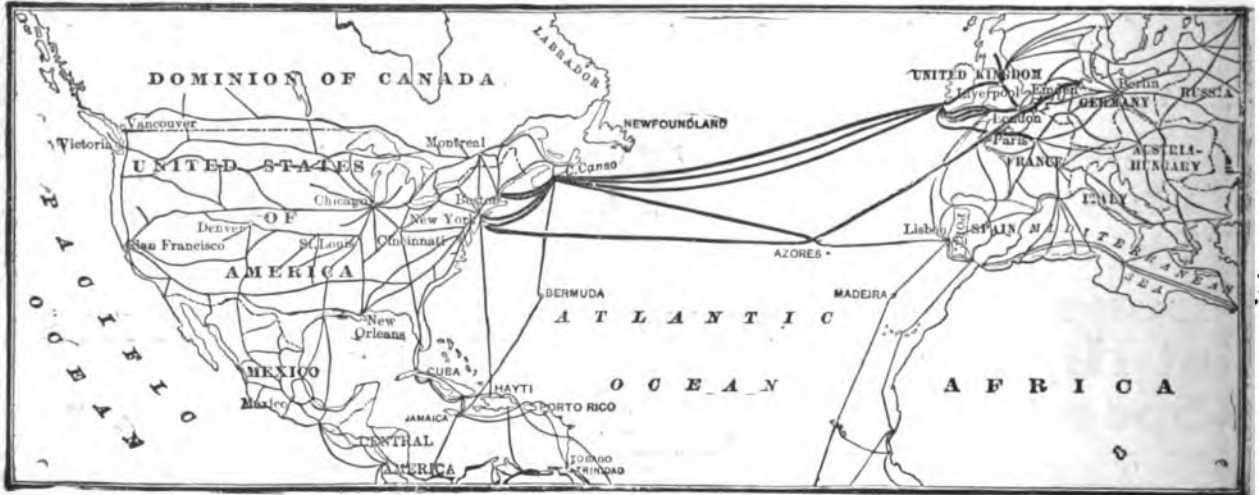 LABRADOR
DOMINION OF CANADA
UNITED KINGDOM
Liverpool
Emden
Berlin
GERMANY
RUSSIA
London
NEWFOUNDLAND
Vancouver
Victoria
Montreal
Paris
FRANCE
AUSTRIA-
HUNGARY
UNITED STATES
C. Canso
Chicago
Boston
ITALY
OF
New York
Denver
Lisbon
SPAIN
MEDITERRANEAN
SEA
San Francisco
St. Louis
Cincinnati
AZORES
AMERICA
PACIFIC
OCEAN
BERMUDA
MADEIRA
ATLANTIC
OCEAN
New
Orleans
MEXICO
Mexico
CUBA
HAYTI
AFRICA
JAMAICA
PORTO RICO
CENTRAL
AMERICA
TOBAGO
TRINIDAD